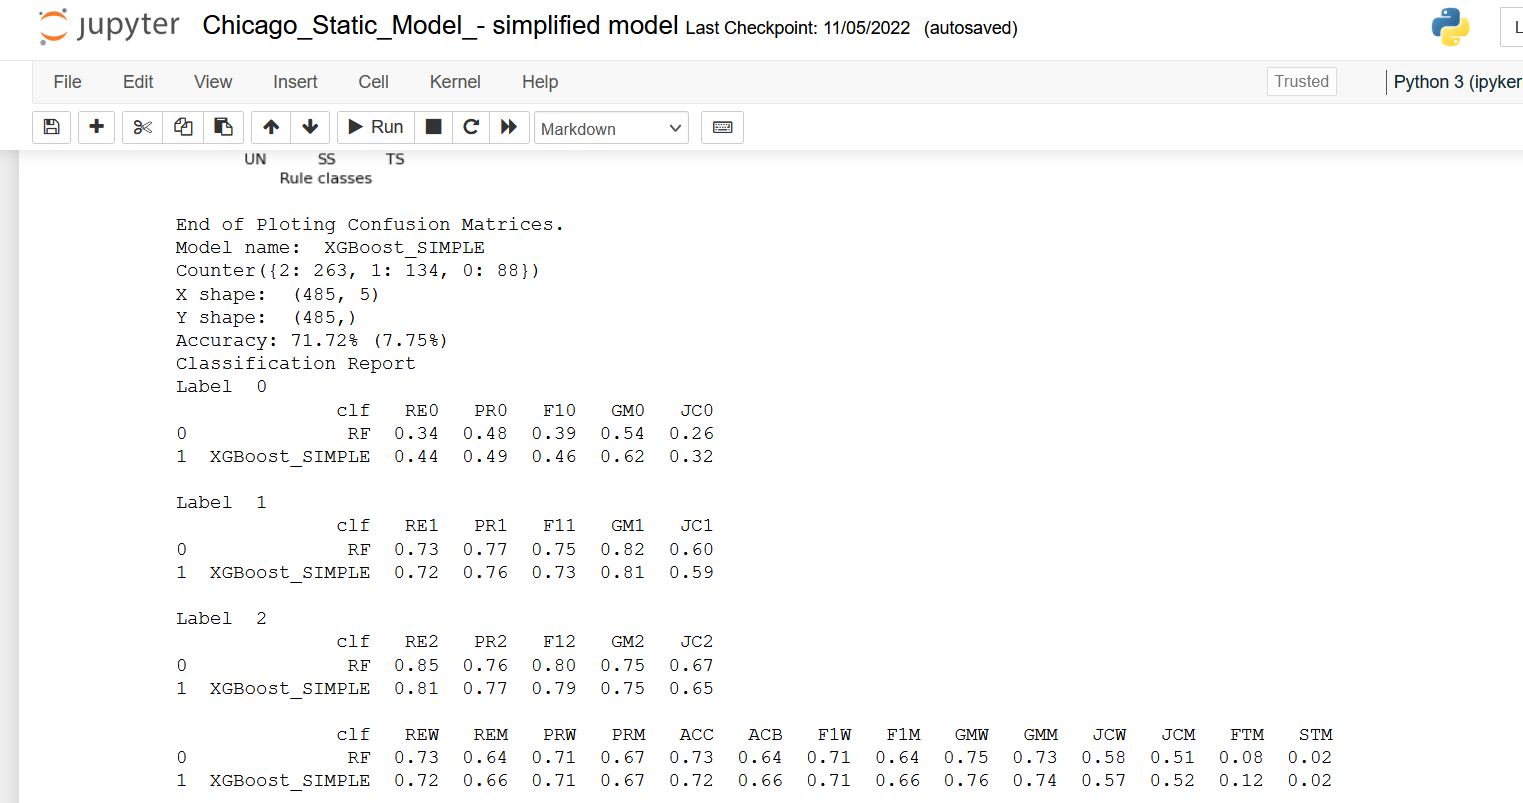 jupyter Chicago_Static_Model_- simplified model Last Checkpoint: 11/05/2022 (autosaved)
File Edit View Insert Cell Kernel Help Trusted Python 3 (ipyker
Run Markdown
UN SS TS
Rule classes
End of Ploting Confusion Matrices.
Model name:  XGBoost_SIMPLE
Counter({2: 263, 1: 134, 0: 88})
X shape:  (485, 5)
Y shape:  (485,)
Accuracy: 71.72% (7.75%)
Classification Report
Label  0
clf RE0 PR0 F10 GM0 JC0
0 RF 0.34 0.48 0.39 0.54 0.26
1 XGBoost_SIMPLE 0.44 0.49 0.46 0.62 0.32
Label  1
clf RE1 PR1 F11 GM1 JC1
0 RF 0.73 0.77 0.75 0.82 0.60
1 XGBoost_SIMPLE 0.72 0.76 0.73 0.81 0.59
Label  2
clf RE2 PR2 F12 GM2 JC2
0 RF 0.85 0.76 0.80 0.75 0.67
1 XGBoost_SIMPLE 0.81 0.77 0.79 0.75 0.65
clf REW REM PRW PRM ACC ACB F1W F1M GMW GMM JCW JCM FTM STM
0 RF 0.73 0.64 0.71 0.67 0.73 0.64 0.71 0.64 0.75 0.73 0.58 0.51 0.08 0.02
1 XGBoost_SIMPLE 0.72 0.66 0.71 0.67 0.72 0.66 0.71 0.66 0.76 0.74 0.57 0.52 0.12 0.02